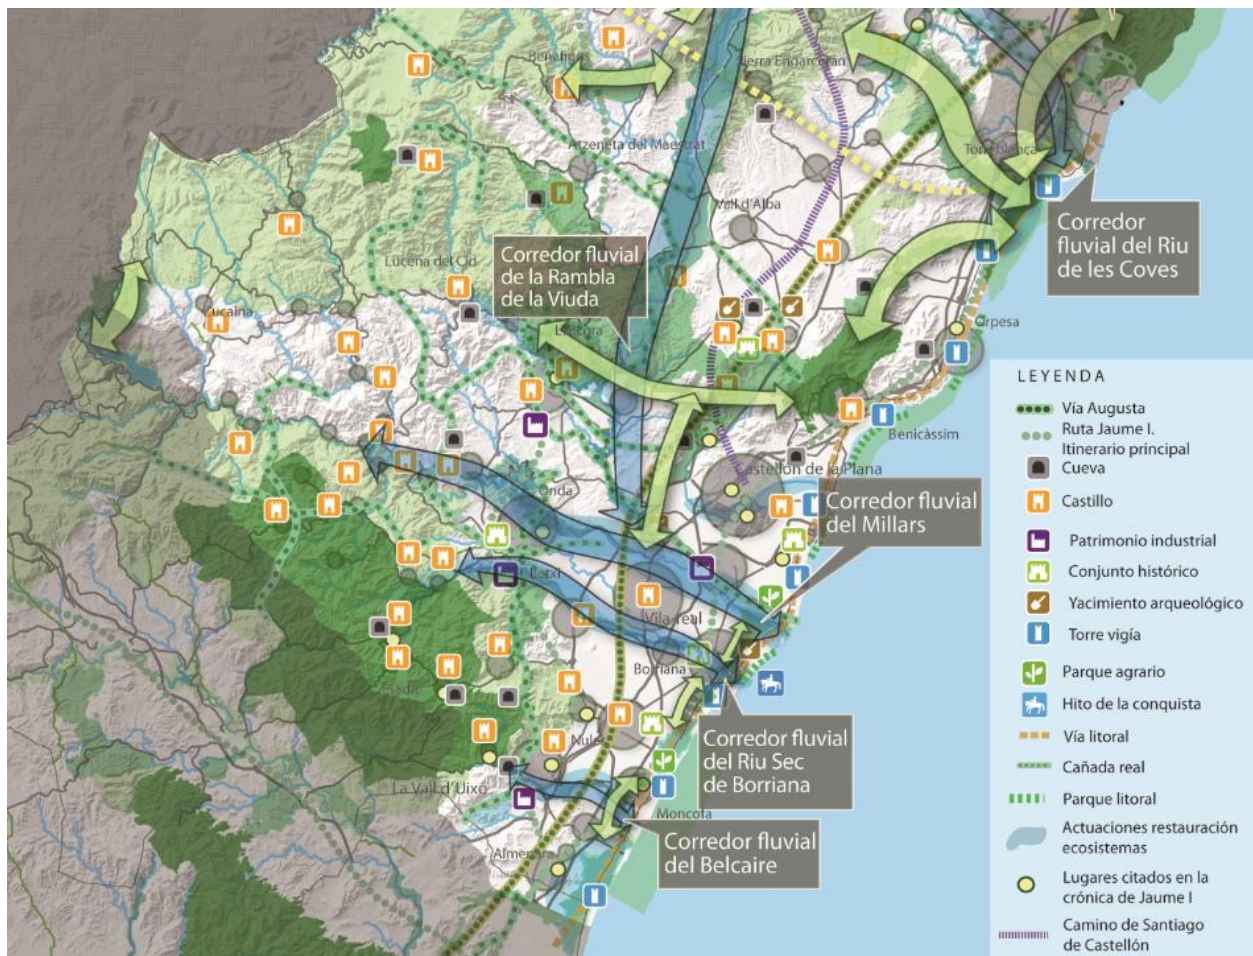 Benafigos
Sierra Engarcerán
Atzeneta del Maestrat
Torreblanca
Vall d'Alba
Corredor
fluvial del Riu
de les Coves
Corredor fluvial
de la Rambla
de la Viuda
Lucena del Cid
Orpesa
L'Alcora
Benicàssim
Castellón de la Plana
Corredor fluvial
del Millars
Onda
Betxí
Vila-real
Borriana
Corredor fluvial
del Riu Sec
de Borriana
Nules
La Vall d'Uixó
Moncofa
Corredor fluvial
del Belcaire
Almenara
LEYENDA
Vía Augusta
Ruta Jaume I.
Itinerario principal
Cueva
Castillo
Patrimonio industrial
Conjunto histórico
Yacimiento arqueológico
Torre vigía
Parque agrario
Hito de la conquista
Vía litoral
Cañada real
Parque litoral
Actuaciones restauración
ecosistemas
Lugares citados en la
crónica de Jaume I
Camino de Santiago
de Castellón